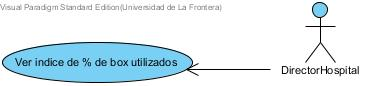 Visual Paradigm Standard Edition(Universidad de La Frontera)
Ver indice de % de box utilizados
DirectorHospital